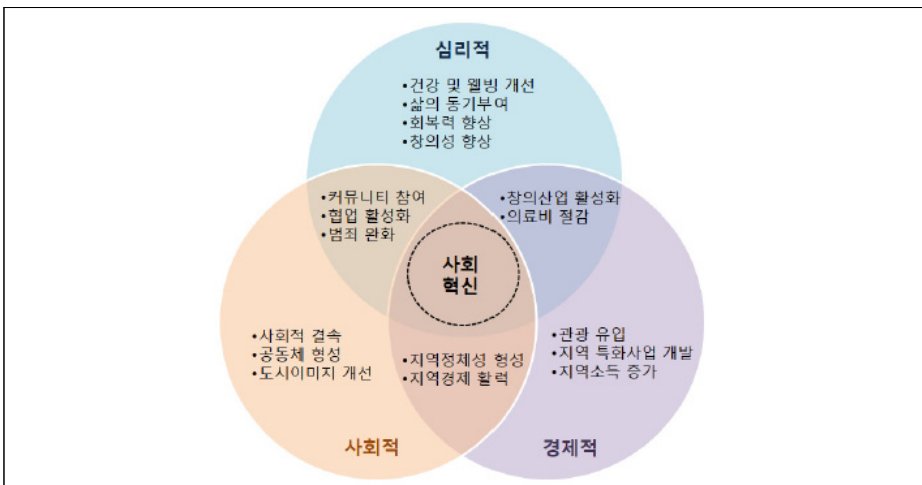 심리적
•건강 및 웰빙 개선
•삶의 동기부여
•회복력 향상
•창의성 향상
•커뮤니티 참여
•협업 활성화
•범죄 완화
•창의산업 활성화
•의료비 절감
사회
혁신
•사회적 결속
•공동체 형성
•도시이미지 개선
•지역정체성 형성
•지역경제 활력
•관광 유입
•지역 특화사업 개발
•지역소득 증가
사회적
경제적